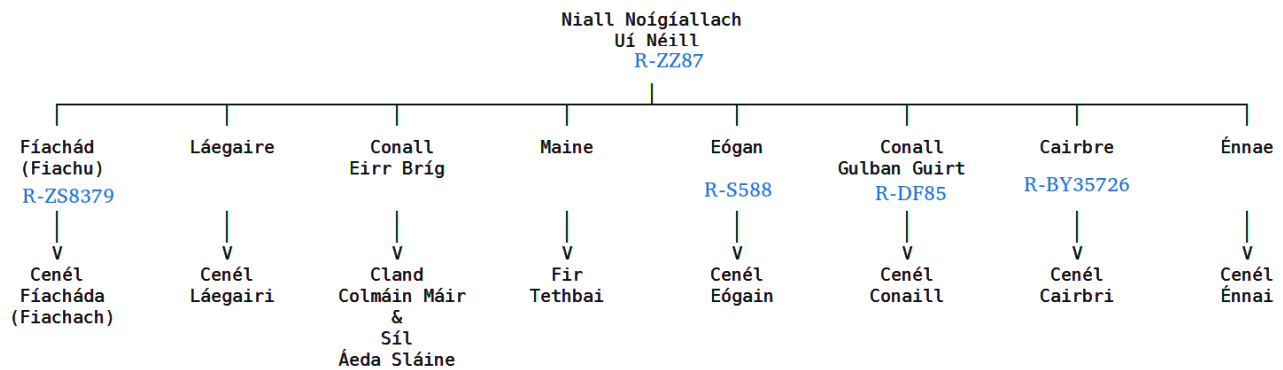 Niall Noígíallach
Uí Néill
R-ZZ87
Fíachád
(Fiachu)
R-ZS8379
Láegaire
Conall
Eirr Bríg
Maine
Eógan
R-S588
Conall
Gulban Guirt
R-DF85
Cairbre
R-BY35726
Énnae
Cenél
Fíacháda
(Fiachach)
Cenél
Láegairi
Cland
Colmáin Máir
&
Síl
Áeda Sláine
Fir
Tethbai
Cenél
Eógain
Cenél
Conaill
Cenél
Cairbri
Cenél
Énnai